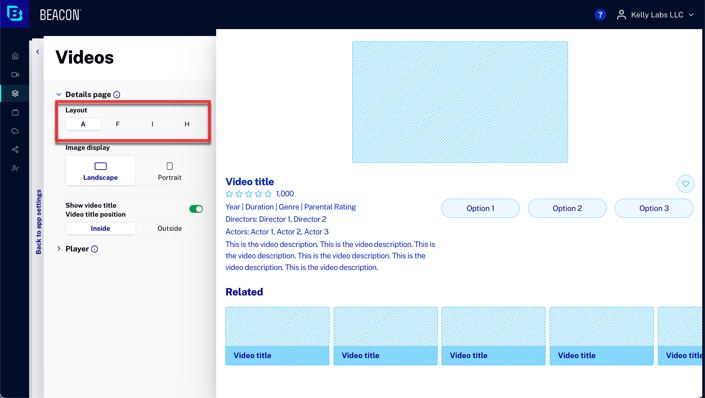 BEACON
? Kelly Labs LLC
Back to app settings
Videos
Details page
Layout
A F I H
Image display
Landscape Portrait
Show video title
Video title position
Inside Outside
Player
Video title
1,000
Year | Duration | Genre | Parental Rating
Directors: Director 1, Director 2
Actors: Actor 1, Actor 2, Actor 3
This is the video description. This is the video description. This is
the video description. This is the video description. This is the
video description. This is the video description.
Option 1 Option 2 Option 3
Related
Video title Video title Video title Video title Video title